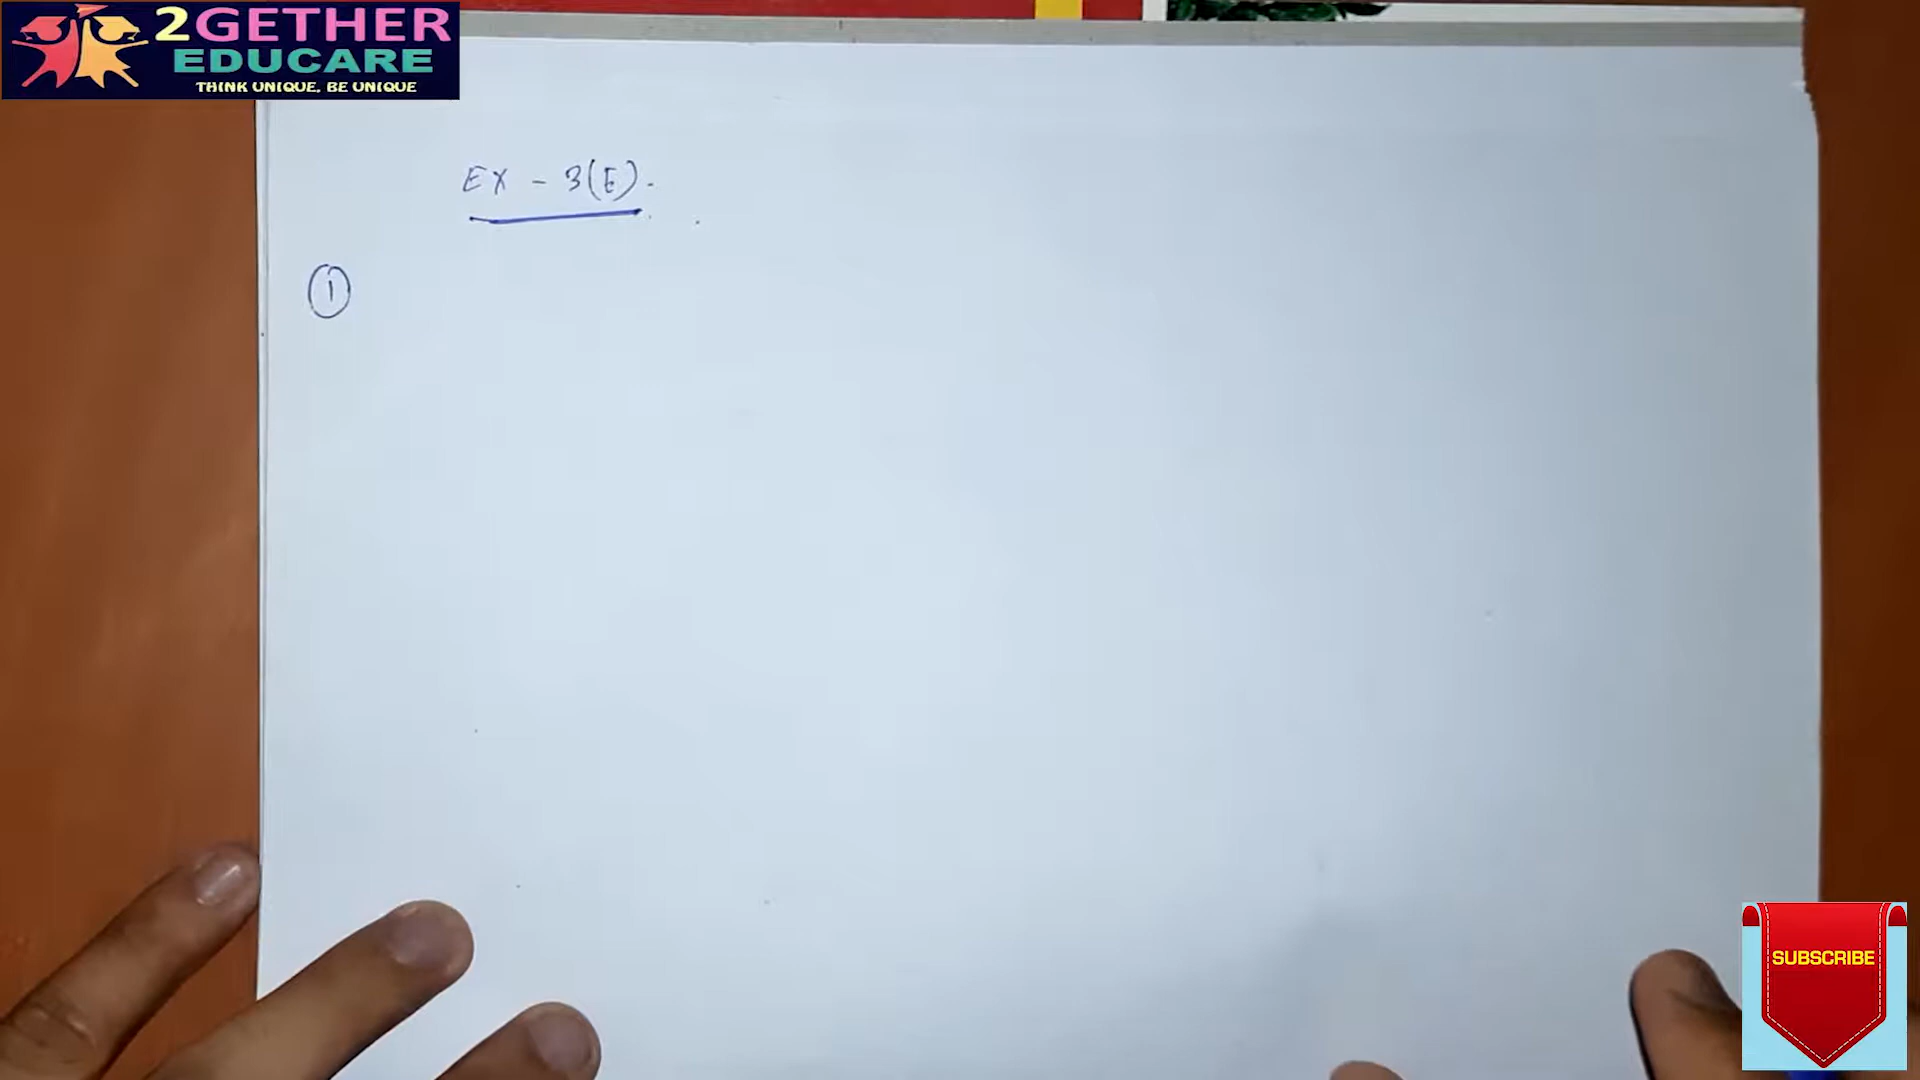 2GETHER
EDUCARE
THINK UNIQUE, BE UNIQUE
EX - 3(E).
1
SUBSCRIBE